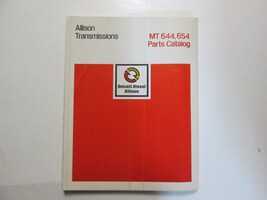 Allison
Transmissions
MT 644,654
Parts Catalog
Detroit Diesel
Allison